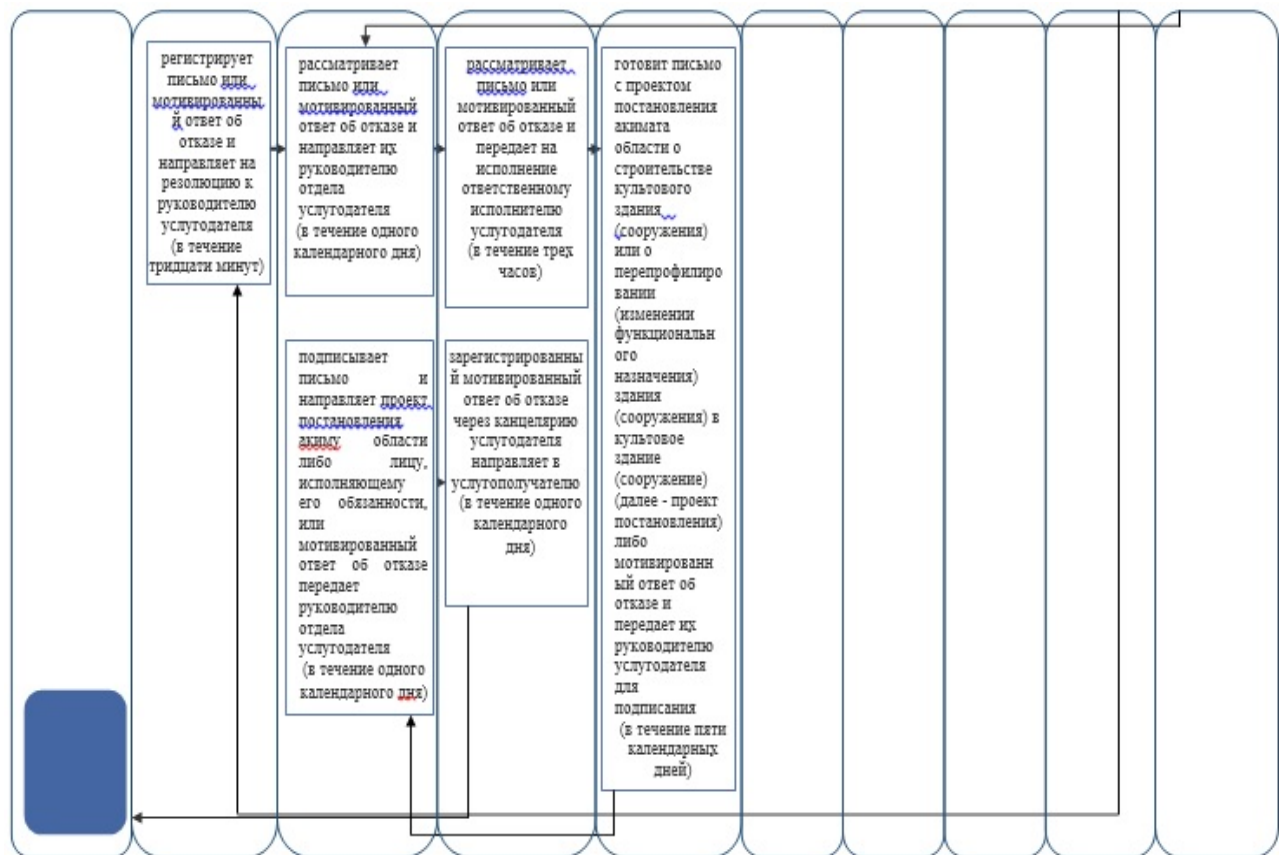 регистрирует
письмо или
мотивированны
й ответ об
отказе и
направляет на
резолюцию к
руководителю
услугодателя
(в течение
тридцати минут)
рассматривает
письмо или
мотивированный
ответ об отказе и
направляет их
руководителю
отдела
услугодателя
(в течение одного
календарного дня)
рассматривает
письмо или
мотивированный
ответ об отказе и
передает на
исполнение
ответственному
исполнителю
услугодателя
(в течение трех
часов)
готовит письмо
с проектом
постановления
акимата
области о
строительстве
культового
здания
(сооружения)
или о
перепрофилиро
вании
(изменении
функциональн
ого
назначения)
здания
(сооружения) в
культовое
здание
(сооружение)
(далее - проект
постановления)
либо
мотивированн
ый ответ об
отказе и
передает их
руководителю
услугодателя
для
подписания
(в течение пяти
календарных
дней)
подписывает
письмо и
направляет проект
постановления
акиму области
либо лицу,
исполняющему
его обязанности,
или
мотивированный
ответ об отказе
передает
руководителю
отдела
услугодателя
(в течение одного
календарного дня)
зарегистрированны
й мотивированный
ответ об отказе
через канцелярию
услугодателя
направляет в
услугополучателю
(в течение одного
календарного
дня)